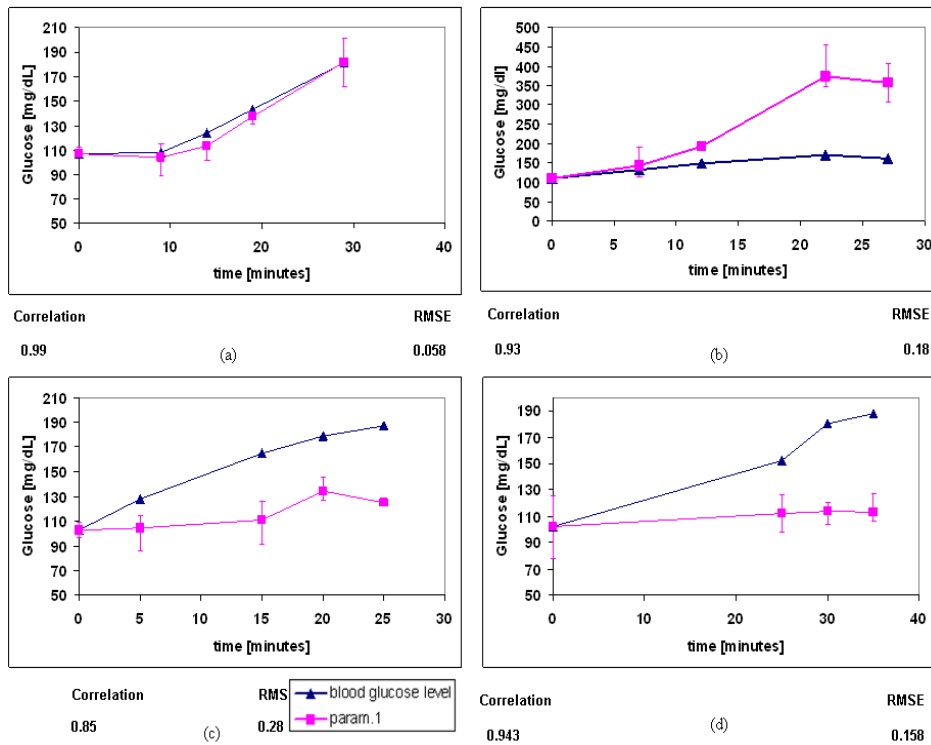 210
190
170
150
130
110
90
70
50
Glucose [mg/dL]
0 10 20 30 40
time [minutes]
Correlation RMSE
0.99 (a) 0.058
500
450
400
350
300
250
200
150
100
50
0
Glucose [mg/dl]
0 5 10 15 20 25 30
time [minutes]
Correlation RMSE
0.93 (b) 0.18
210
190
170
150
130
110
90
70
50
Glucose [mg/dL]
0 5 10 15 20 25 30
time [minutes]
Correlation RMS
0.85 (c) 0.28
blood glucose level
param.1
190
170
150
130
110
90
70
50
Glucose [mg/dL]
0 10 20 30 40
time [minutes]
Correlation RMSE
0.943 (d) 0.158